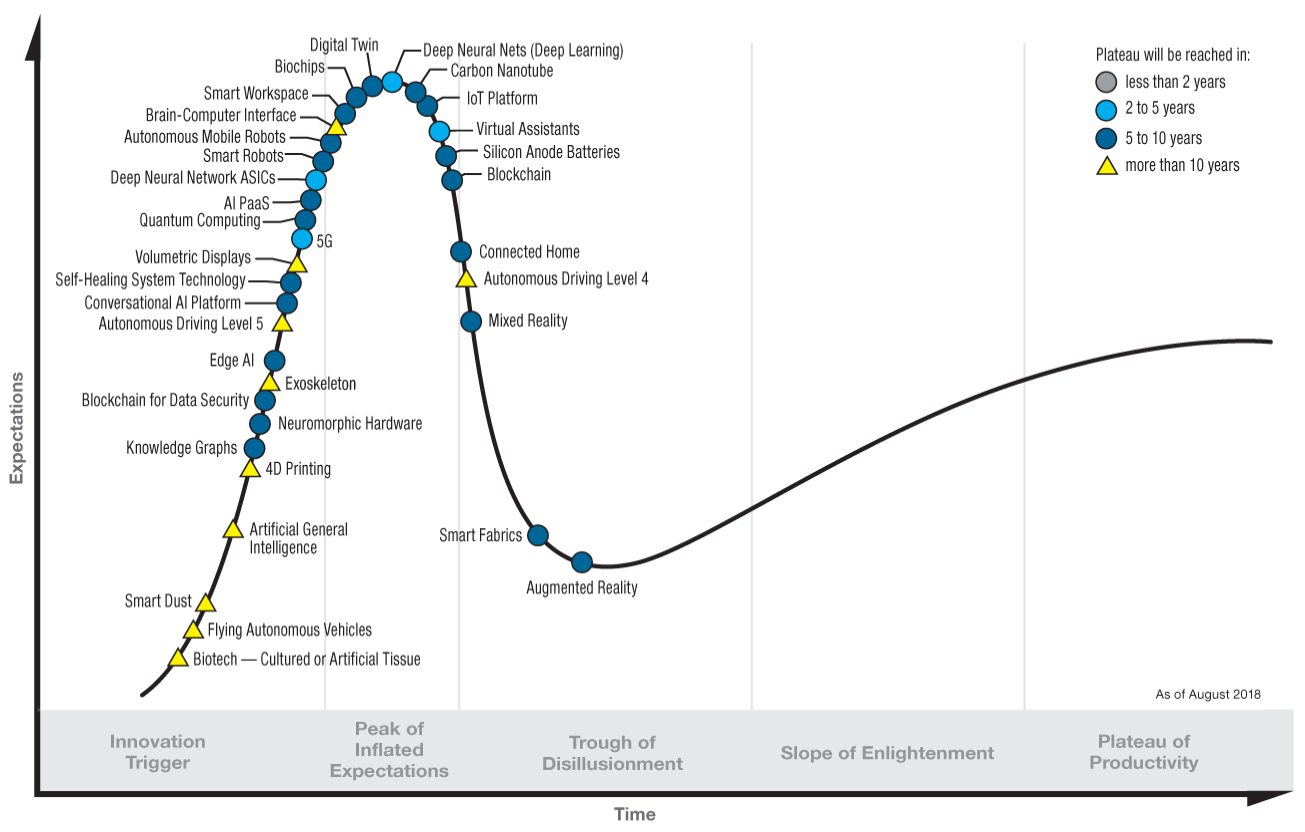 Digital Twin
Deep Neural Nets (Deep Learning)
Biochips
Carbon Nanotube
Smart Workspace
IoT Platform
Brain-Computer Interface
Virtual Assistants
Autonomous Mobile Robots
Silicon Anode Batteries
Smart Robots
Blockchain
Deep Neural Network ASICs
AI PaaS
Quantum Computing
5G
Volumetric Displays
Connected Home
Self-Healing System Technology
Autonomous Driving Level 4
Conversational AI Platform
Autonomous Driving Level 5
Mixed Reality
Edge AI
Exoskeleton
Blockchain for Data Security
Neuromorphic Hardware
Knowledge Graphs
4D Printing
Artificial General
Intelligence
Smart Fabrics
Augmented Reality
Smart Dust
Flying Autonomous Vehicles
Biotech — Cultured or Artificial Tissue
Plateau will be reached in:
less than 2 years
2 to 5 years
5 to 10 years
more than 10 years
As of August 2018
Expectations
Innovation
Trigger
Peak of
Inflated
Expectations
Trough of
Disillusionment
Slope of Enlightenment
Plateau of
Productivity
Time